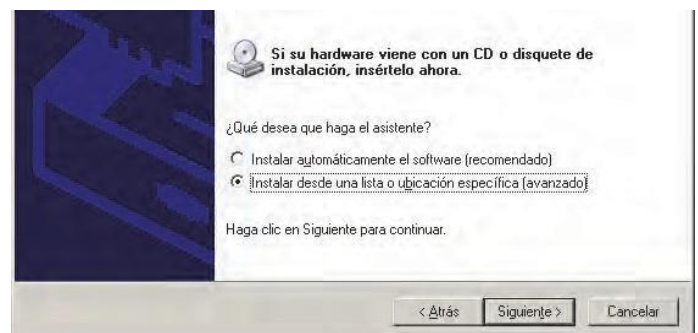 Si su hardware viene con un CD o disquete de
instalación, insértelo ahora.
¿Qué desea que haga el asistente?
Instalar automáticamente el software (recomendado)
Instalar desde una lista o ubicación específica (avanzado)
Haga clic en Siguiente para continuar.
< Atrás Siguiente > Cancelar